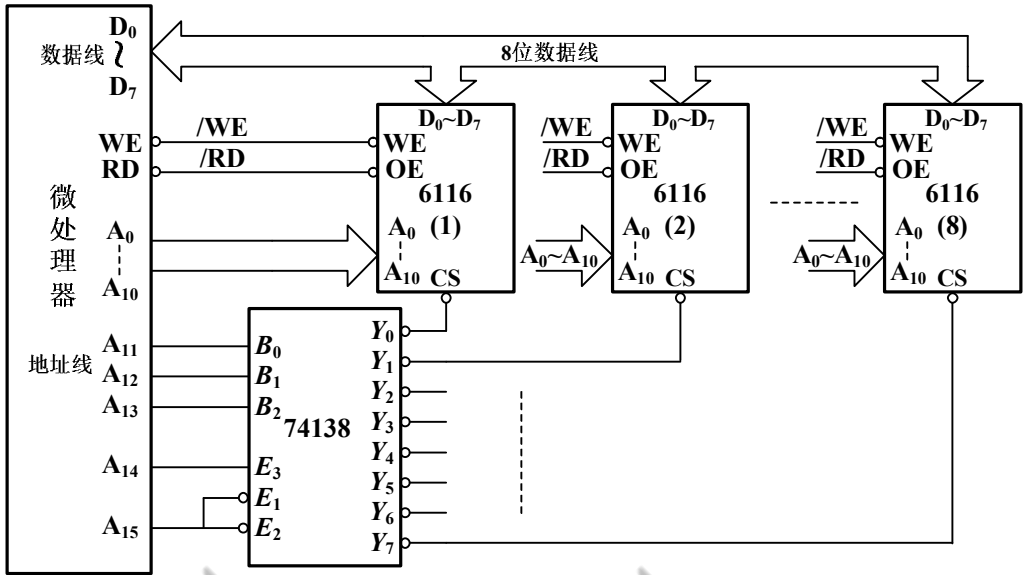 D₀
数据线
D₇
8位数据线
WE
RD
/WE
/RD
微处理器
A₀
A₁₀
A₁₁
地址线
A₁₂
A₁₃
A₁₄
A₁₅
D₀~D₇
WE
OE
6116
A₀ (1)
A₁₀ CS
/WE
/RD
A₀~A₁₀
D₀~D₇
WE
OE
6116
A₀ (2)
A₁₀ CS
/WE
/RD
A₀~A₁₀
D₀~D₇
WE
OE
6116
A₀ (8)
A₁₀ CS
B₀
B₁
B₂
74138
E₃
E₁
E₂
Y₀
Y₁
Y₂
Y₃
Y₄
Y₅
Y₆
Y₇